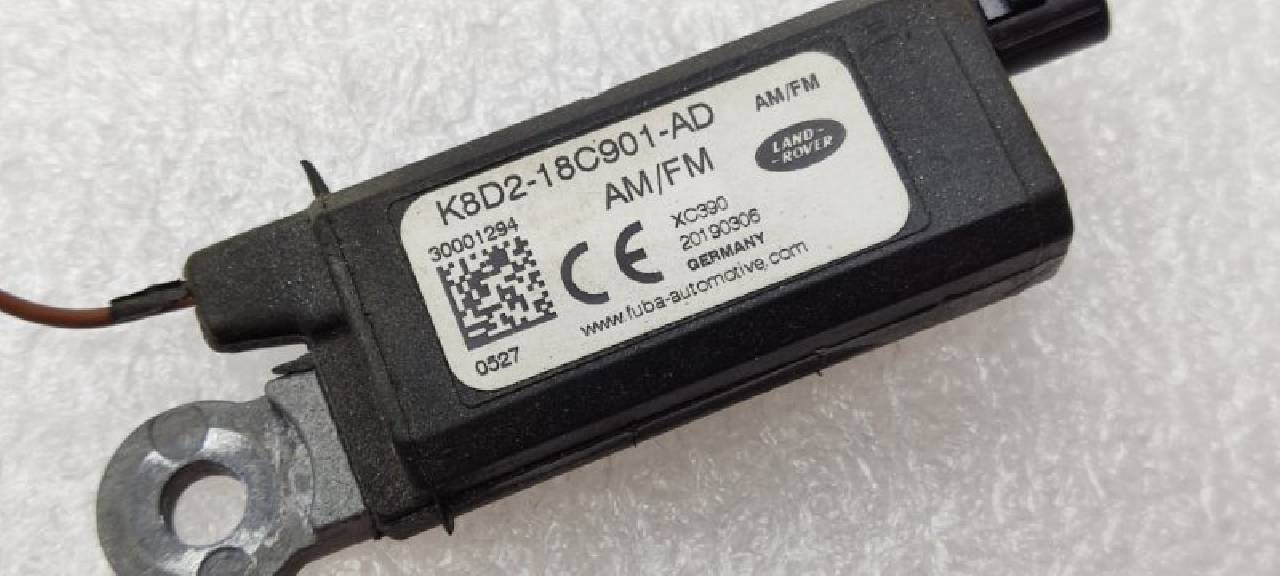 K8D2-18C901-AD
AM/FM
AM/FM
LAND-
-ROVER
30001294
CE
XC390
20190306
GERMANY
www.fuba-automotive.com
0527